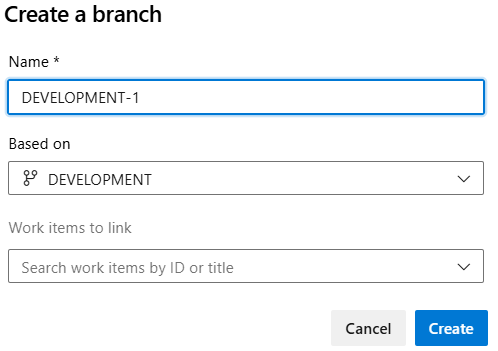 Create a branch
Name *
DEVELOPMENT-1
Based on
DEVELOPMENT
Work items to link
Search work items by ID or title
Cancel
Create